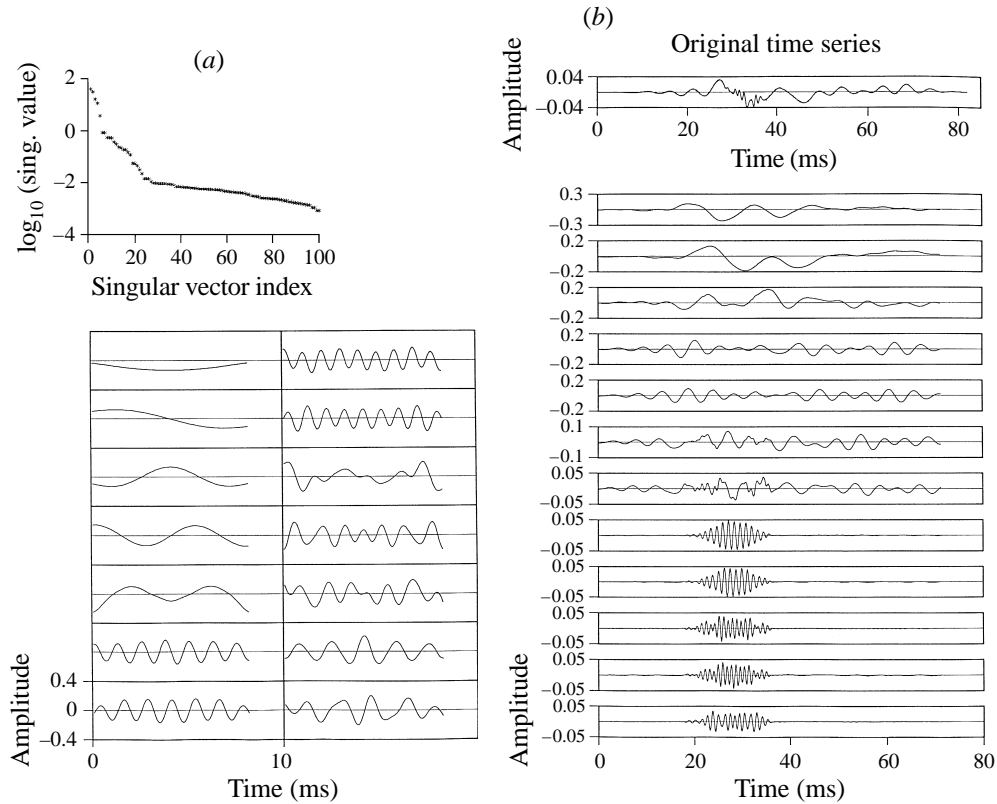 (a)
2
0
−2
−4
log10 (sing. value)
0 20 40 60 80 100
Singular vector index
Amplitude
0.4
0
−0.4
0 10
Time (ms)
(b)
Original time series
Amplitude
0.04
−0.04
0 20 40 60 80
Time (ms)
0.3
−0.3
0.2
−0.2
0.2
−0.2
0.2
−0.2
0.2
−0.2
0.1
−0.1
0.05
−0.05
0.05
−0.05
0.05
−0.05
0.05
−0.05
0.05
−0.05
0.05
−0.05
Amplitude
0 20 40 60 80
Time (ms)